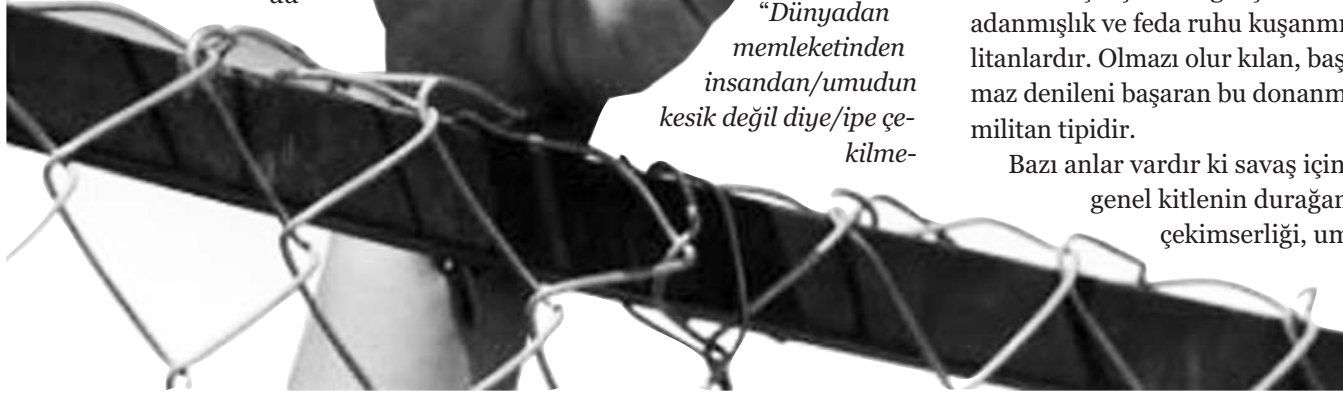 “Dünyadan
memleketinden
insandan/umudun
kesik değil diye/ipe çe-
kilme-
adanmışlık ve feda ruhu kuşanmı
litanlardır. Olmazı olur kılan, baş
maz denileni başaran bu donanm
militan tipidir.
Bazı anlar vardır ki savaş için
genel kitlenin durağan
çekimserliği, um